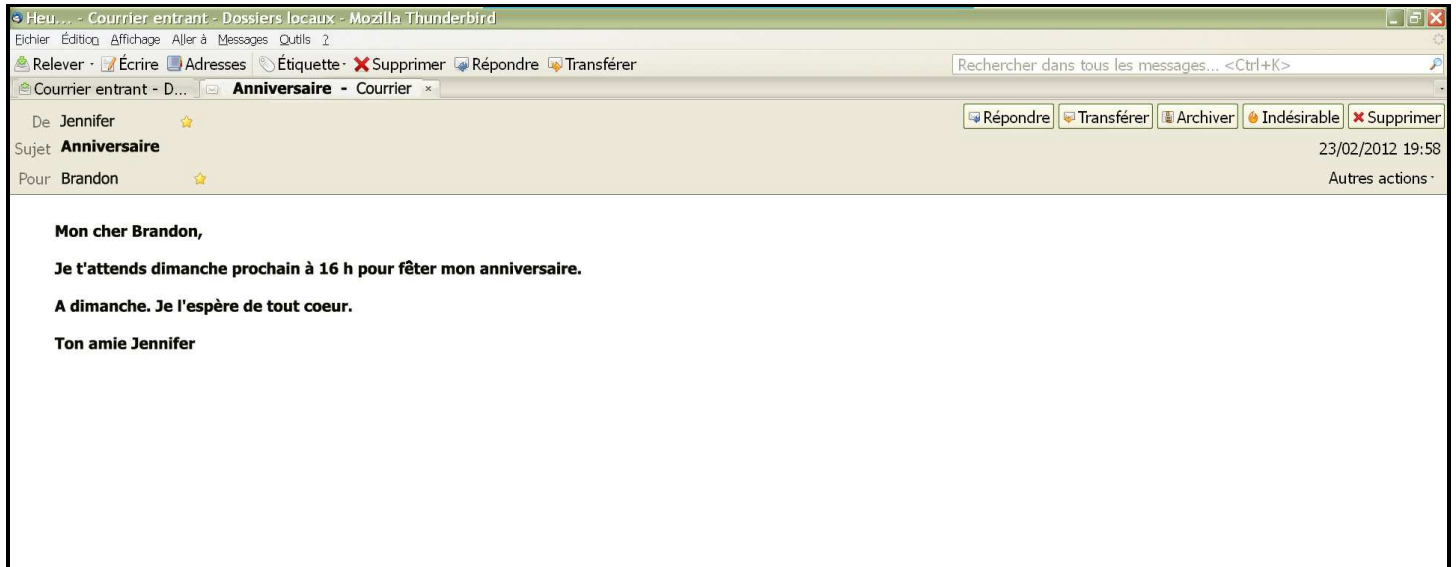 Heu... - Courrier entrant - Dossiers locaux - Mozilla Thunderbird
Eichier Édition Affichage Aller à Messages Outils ?
Relever Écrire Adresses Étiquette Supprimer Répondre Transférer Rechercher dans tous les messages... <Ctrl+K>
Courrier entrant - D... Anniversaire - Courrier ×
De Jennifer Répondre Transférer Archiver Indésirable Supprimer
Sujet Anniversaire 23/02/2012 19:58
Pour Brandon Autres actions
Mon cher Brandon,
Je t'attends dimanche prochain à 16 h pour fêter mon anniversaire.
A dimanche. Je l'espère de tout coeur.
Ton amie Jennifer